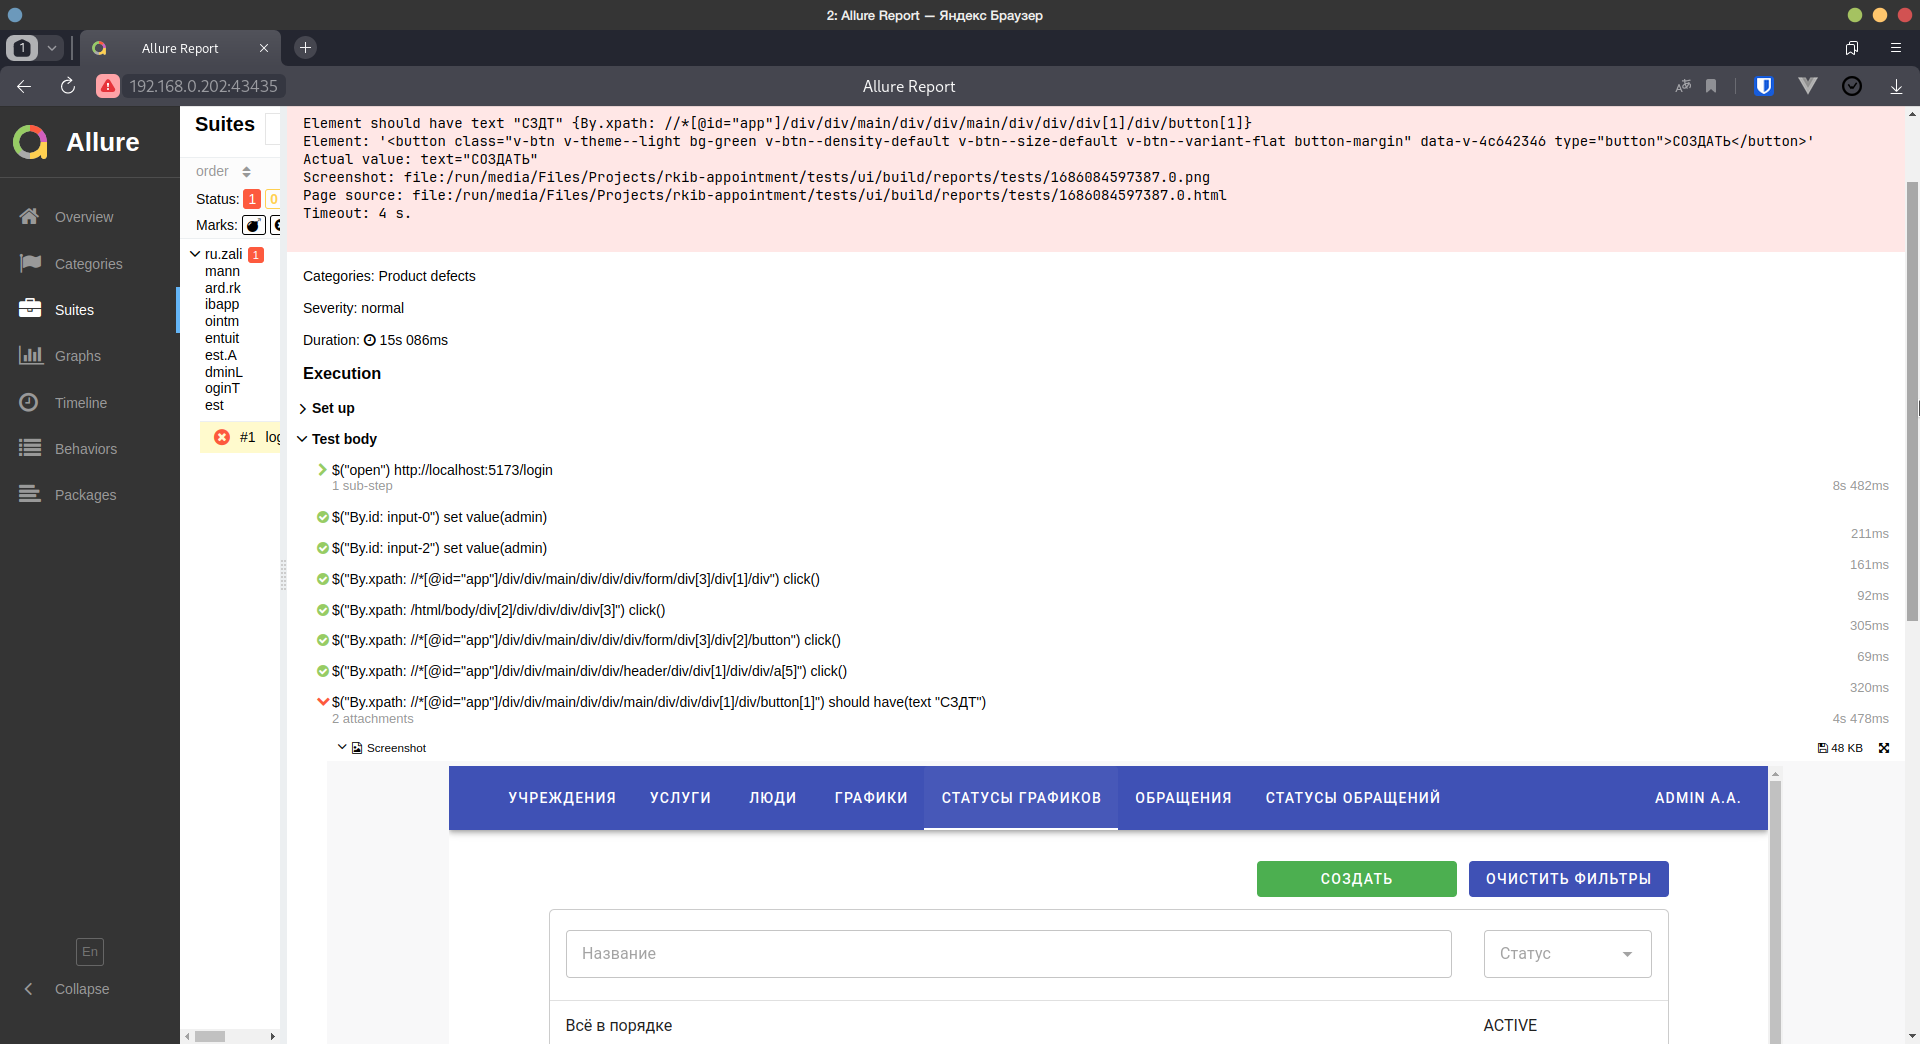 2: Allure Report — Яндекс Браузер
1
Allure Report
192.168.0.202:43435
Allure Report
Allure
Overview
Categories
Suites
Graphs
Timeline
Behaviors
Packages
En
Collapse
Suites
order
Status: 1 0
Marks:
ru.zali
mann
ard.rk
ibapp
ointm
entuit
est.A
dminL
oginT
est
1
#1 log
Element should have text "СЗДТ" {By.xpath: //*[@id="app"]/div/div/main/div/div/main/div/div/div[1]/div/button[1]}
Element: '<button class="v-btn v-theme--light bg-green v-btn--density-default v-btn--size-default v-btn--variant-flat button-margin" data-v-4c642346 type="button">СОЗДАТЬ</button>'
Actual value: text="СОЗДАТЬ"
Screenshot: file:/run/media/Files/Projects/rkib-appointment/tests/ui/build/reports/tests/1686084597387.0.png
Page source: file:/run/media/Files/Projects/rkib-appointment/tests/ui/build/reports/tests/1686084597387.0.html
Timeout: 4 s.
Categories: Product defects
Severity: normal
Duration: 15s 086ms
Execution
Set up
Test body
$("open") http://localhost:5173/login
1 sub-step
8s 482ms
$("By.id: input-0") set value(admin)
211ms
$("By.id: input-2") set value(admin)
161ms
$("By.xpath: //*[@id="app"]/div/div/main/div/div/div/form/div[3]/div[1]/div") click()
92ms
$("By.xpath: /html/body/div[2]/div/div/div/div[3]") click()
305ms
$("By.xpath: //*[@id="app"]/div/div/main/div/div/div/form/div[3]/div[2]/button") click()
69ms
$("By.xpath: //*[@id="app"]/div/div/main/div/div/header/div/div[1]/div/div/a[5]") click()
320ms
$("By.xpath: //*[@id="app"]/div/div/main/div/div/main/div/div/div[1]/div/button[1]") should have(text "СЗДТ")
2 attachments
4s 478ms
Screenshot
48 KB
УЧРЕЖДЕНИЯ УСЛУГИ ЛЮДИ ГРАФИКИ СТАТУСЫ ГРАФИКОВ ОБРАЩЕНИЯ СТАТУСЫ ОБРАЩЕНИЙ ADMIN A.A.
СОЗДАТЬ ОЧИСТИТЬ ФИЛЬТРЫ
Название Статус
Всё в порядке ACTIVE